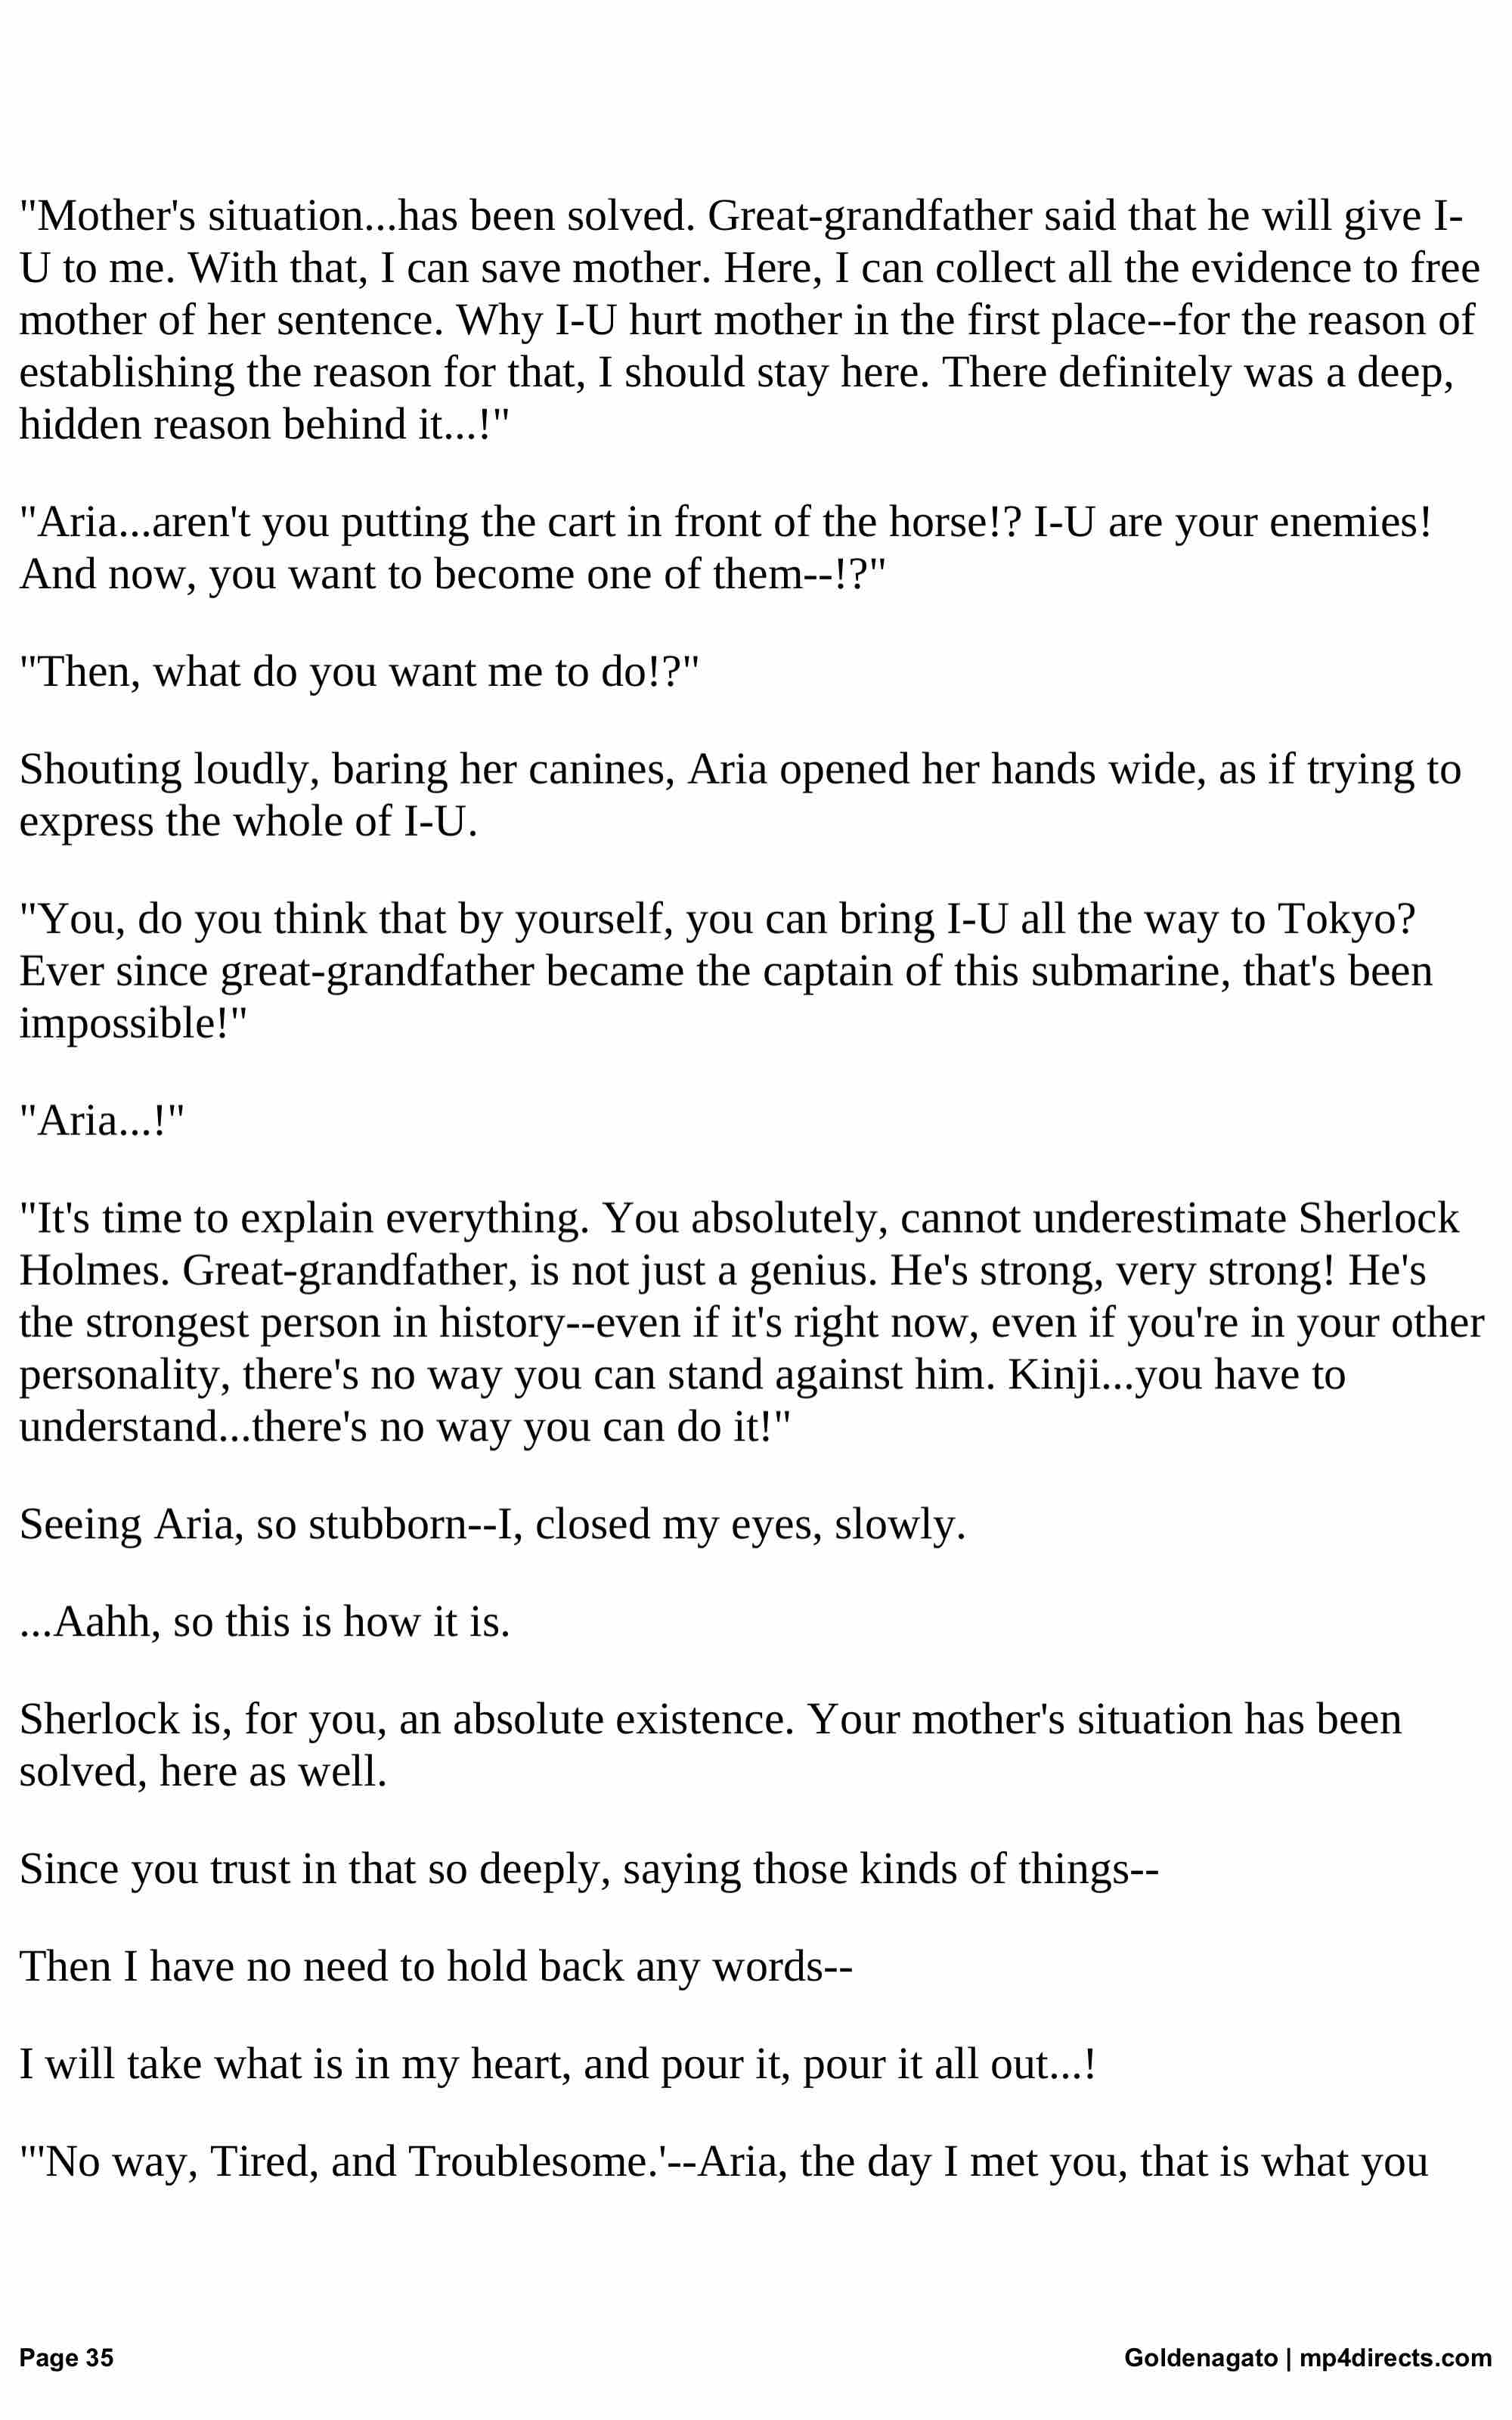 "Mother's situation...has been solved. Great-grandfather said that he will give I-
U to me. With that, I can save mother. Here, I can collect all the evidence to free
mother of her sentence. Why I-U hurt mother in the first place--for the reason of
establishing the reason for that, I should stay here. There definitely was a deep,
hidden reason behind it...!"
"Aria...aren't you putting the cart in front of the horse!? I-U are your enemies!
And now, you want to become one of them--!?"
"Then, what do you want me to do!?"
Shouting loudly, baring her canines, Aria opened her hands wide, as if trying to
express the whole of I-U.
"You, do you think that by yourself, you can bring I-U all the way to Tokyo?
Ever since great-grandfather became the captain of this submarine, that's been
impossible!"
"Aria...!"
"It's time to explain everything. You absolutely, cannot underestimate Sherlock
Holmes. Great-grandfather, is not just a genius. He's strong, very strong! He's
the strongest person in history--even if it's right now, even if you're in your other
personality, there's no way you can stand against him. Kinji...you have to
understand...there's no way you can do it!"
Seeing Aria, so stubborn--I, closed my eyes, slowly.
...Aahh, so this is how it is.
Sherlock is, for you, an absolute existence. Your mother's situation has been
solved, here as well.
Since you trust in that so deeply, saying those kinds of things--
Then I have no need to hold back any words--
I will take what is in my heart, and pour it, pour it all out...!
"'No way, Tired, and Troublesome.'--Aria, the day I met you, that is what you
Page 35
Goldenagato | mp4directs.com